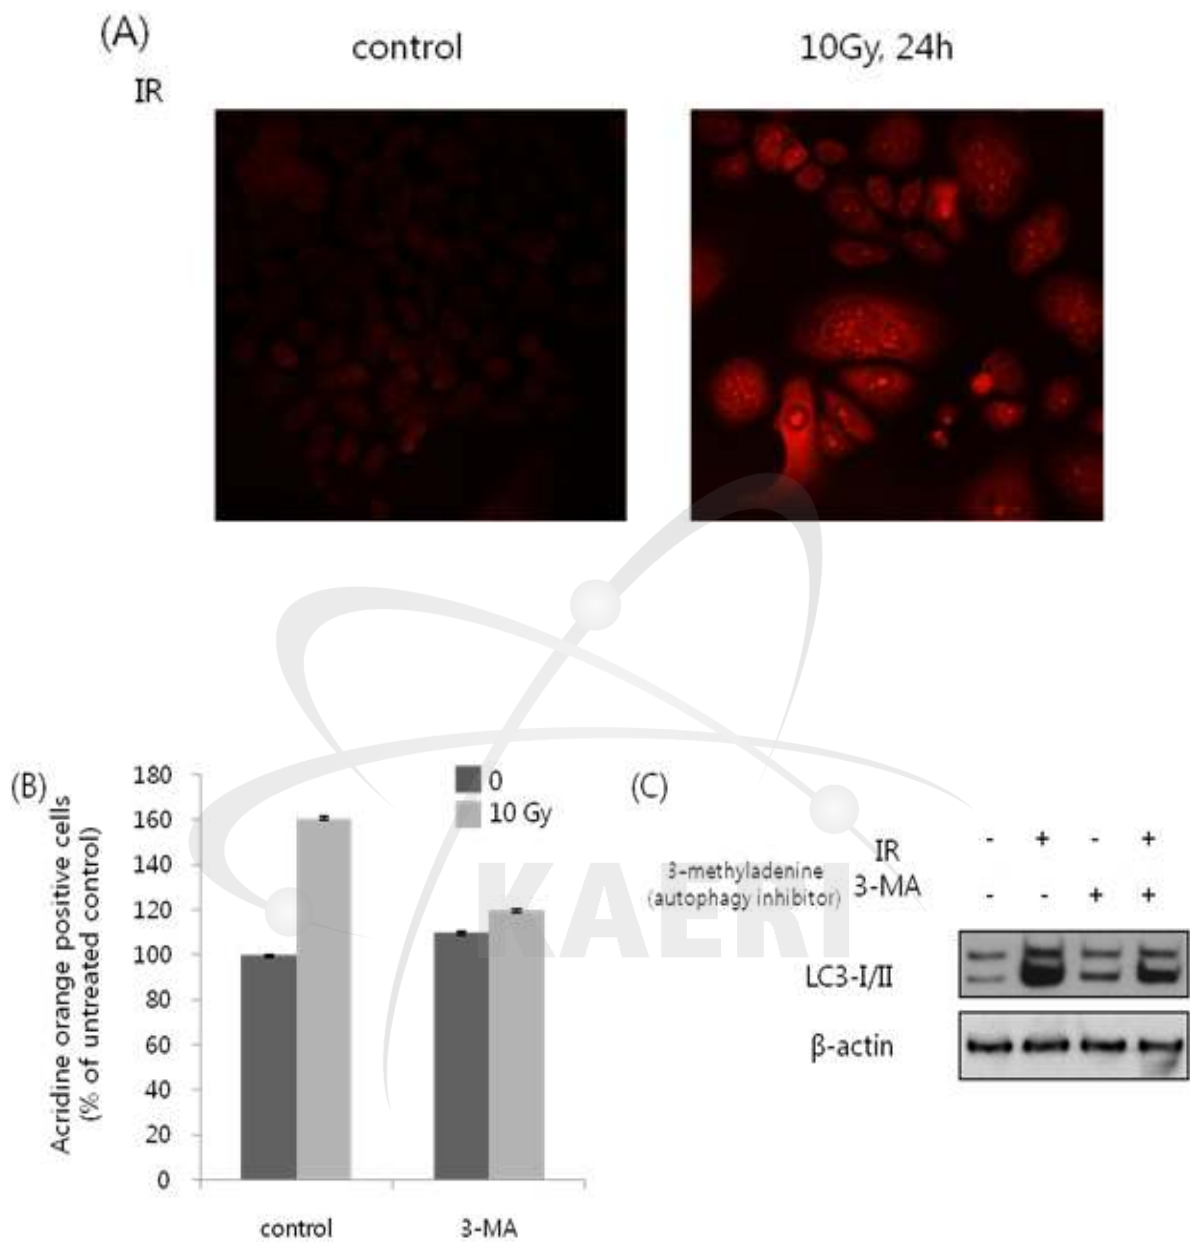 (A)
control
10Gy, 24h
IR
(B)
Acridine orange positive cells
(% of untreated control)
180
160
140
120
100
80
60
40
20
0
0
10 Gy
control
3-MA
(C)
IR - + - +
3-methyladenine
(autophagy inhibitor)
3-MA - - + +
LC3-I/II
β-actin
KAERI